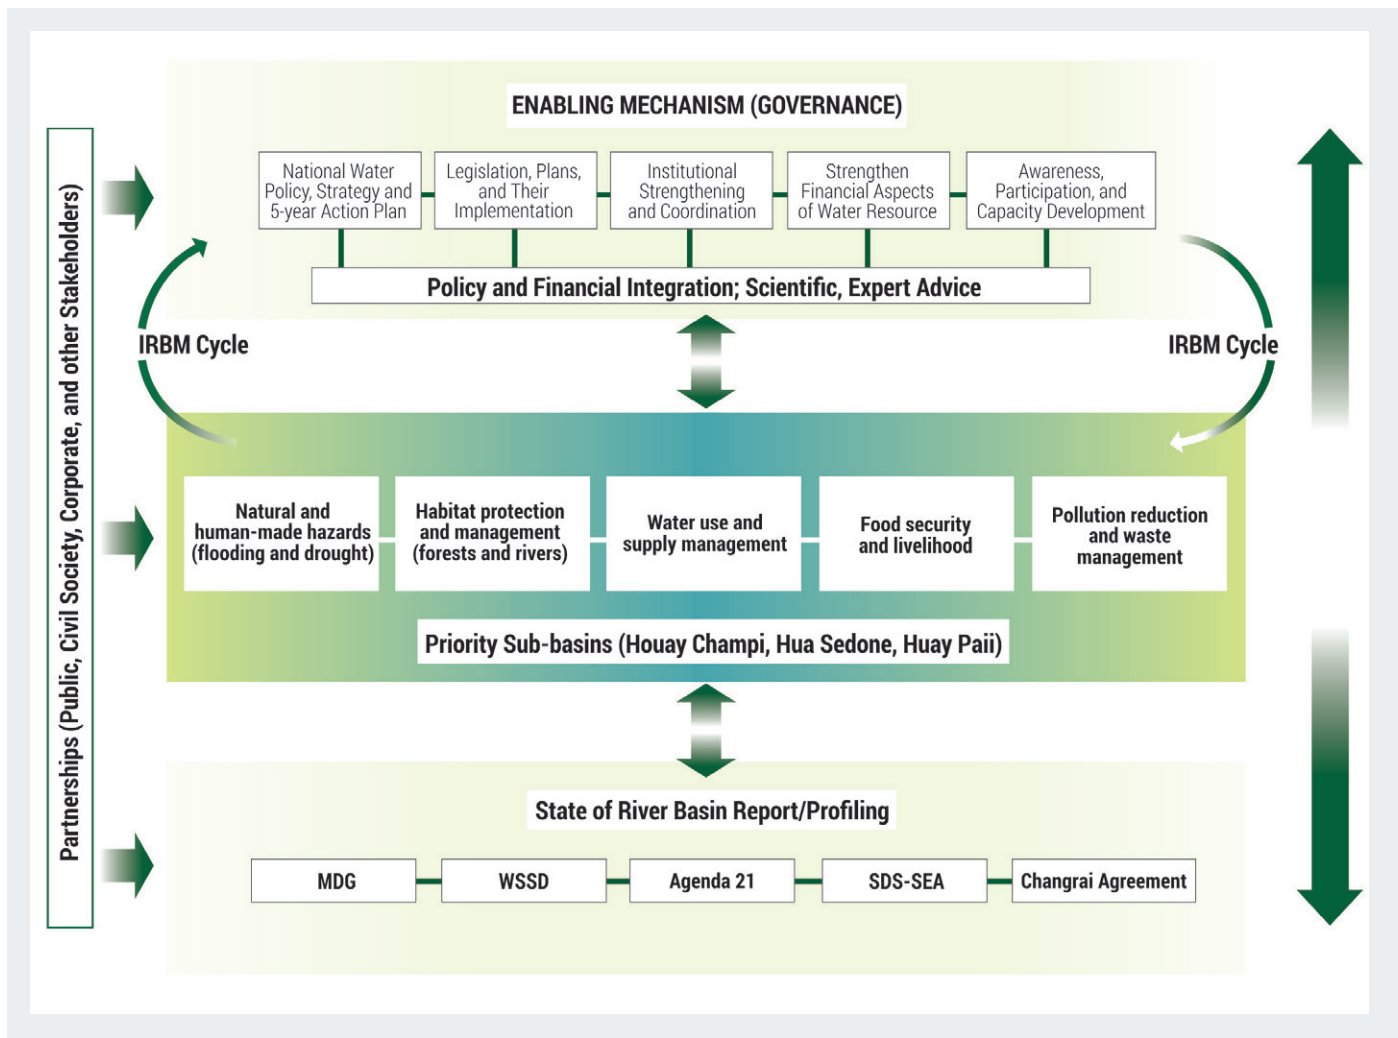 ENABLING MECHANISM (GOVERNANCE)
National Water
Policy, Strategy and
5-year Action Plan
Legislation, Plans,
and Their
Implementation
Institutional
Strengthening
and Coordination
Strengthen
Financial Aspects
of Water Resource
Awareness,
Participation, and
Capacity Development
Policy and Financial Integration; Scientific, Expert Advice
Partnerships (Public, Civil Society, Corporate, and other Stakeholders)
IRBM Cycle
IRBM Cycle
Natural and
human-made hazards
(flooding and drought)
Habitat protection
and management
(forests and rivers)
Water use and
supply management
Food security
and livelihood
Pollution reduction
and waste
management
Priority Sub-basins (Houay Champi, Hua Sedone, Huay Paii)
State of River Basin Report/Profiling
MDG
WSSD
Agenda 21
SDS-SEA
Changrai Agreement